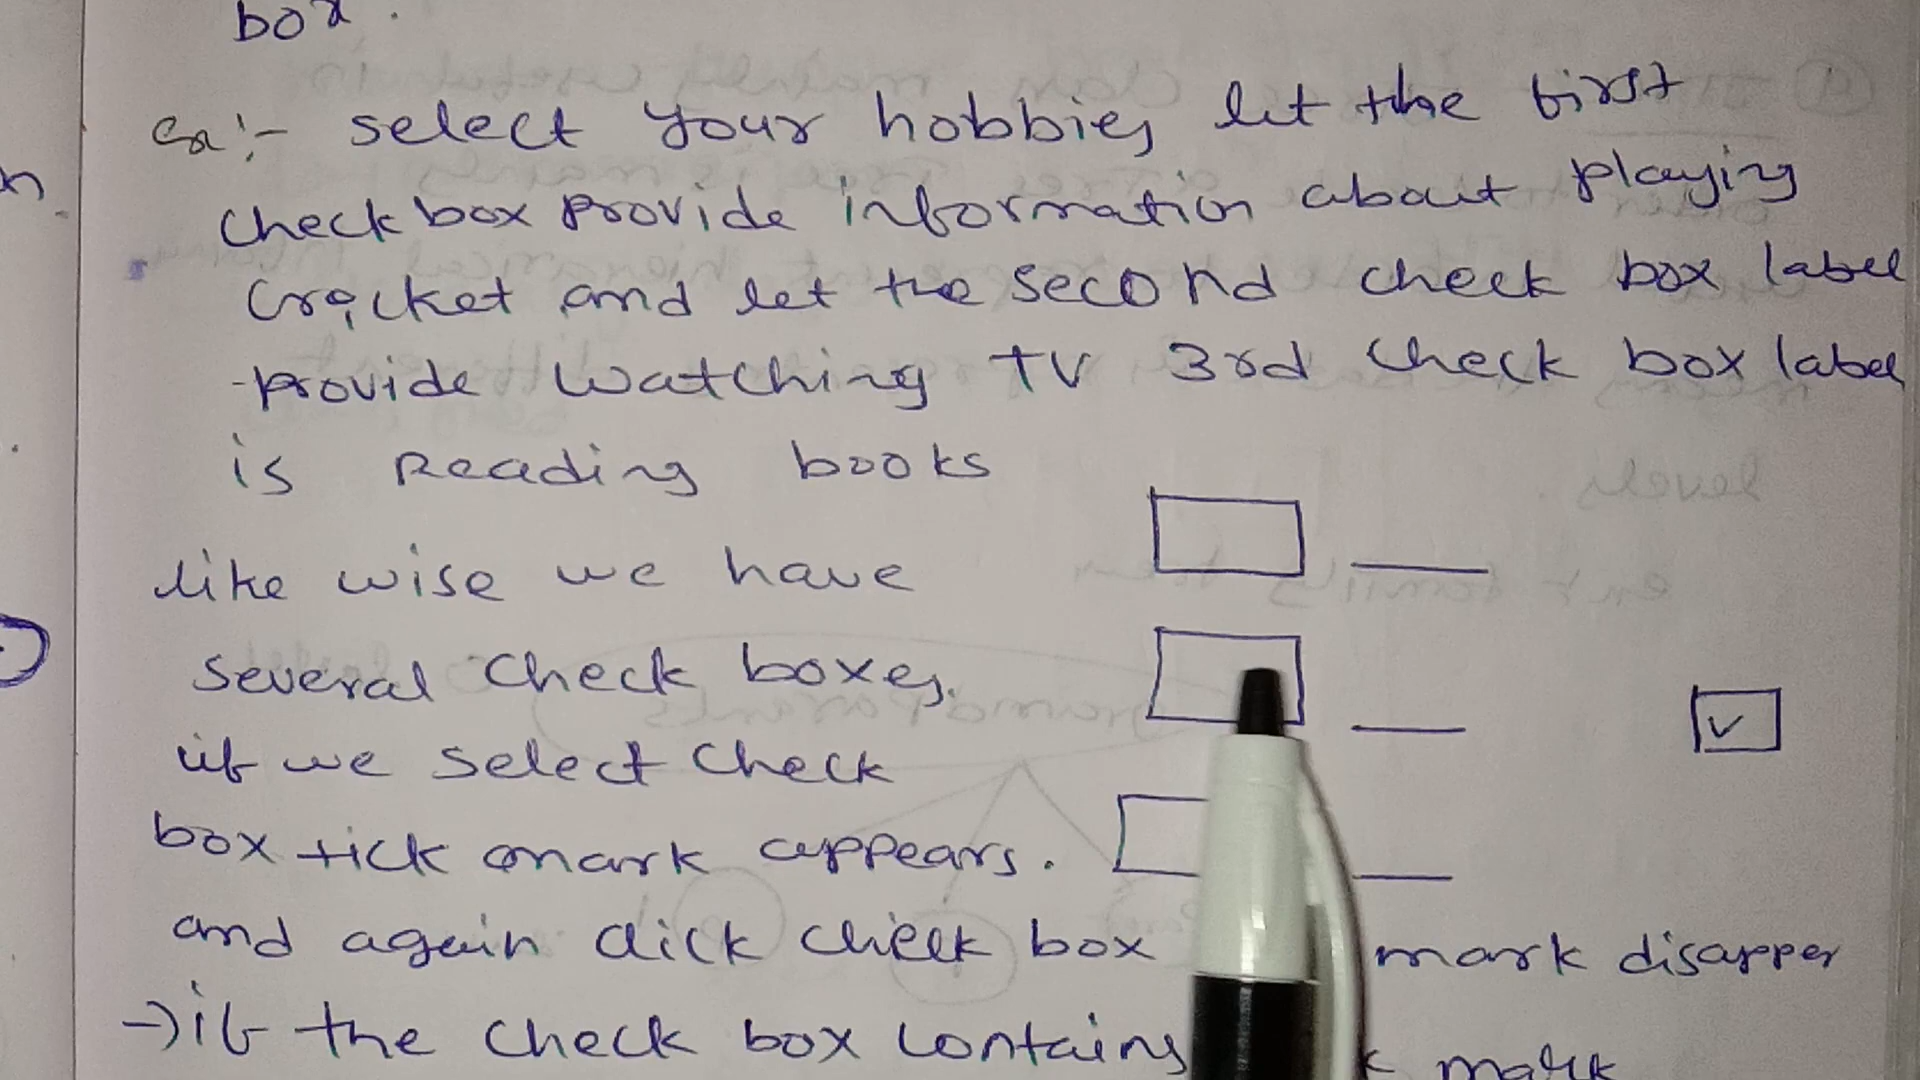 box.
Ex:- select your hobbies let the first
check box provide information about playing
cricket and let the second check box label
provide watching TV 3rd check box label
is Reading books
like wise we have
several check boxes.
if we select check
box tick mark appears.
and again click check box mark disapper
→ if the check box contains mark